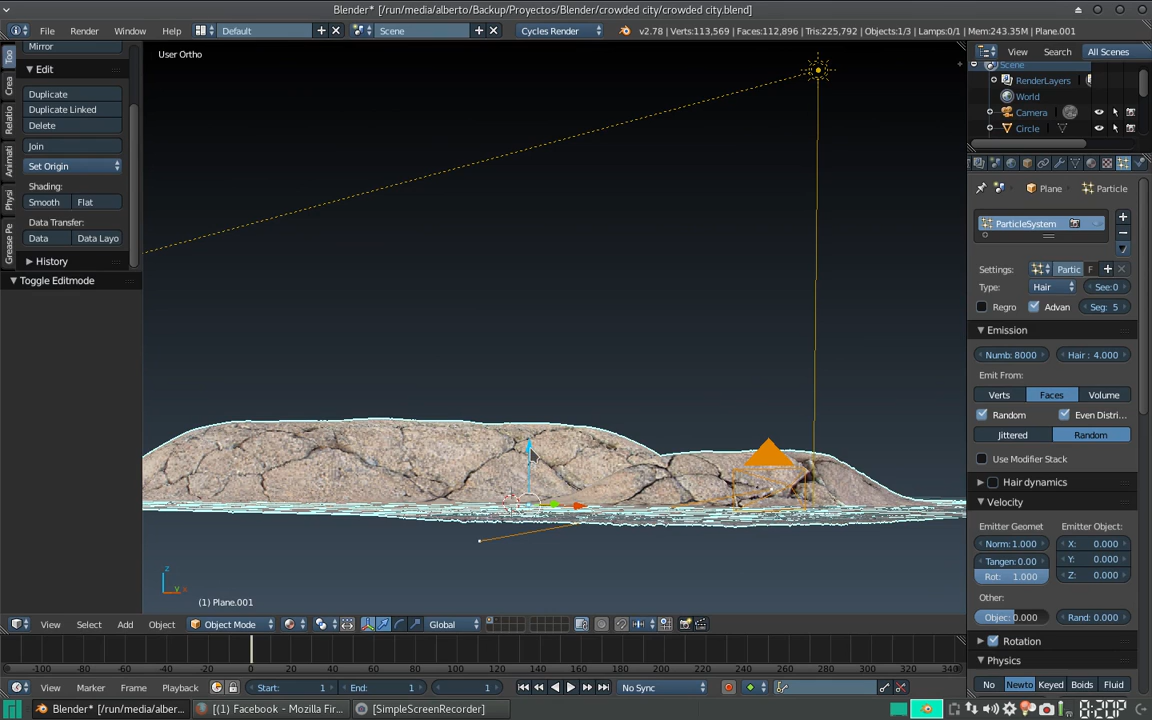 Blender* [/run/media/alberto/Backup/Proyectos/Blender/crowded city/crowded city.blend]
File Render Window Help Default Scene Cycles Render v2.78 | Verts:113,569 | Faces:112,896 | Tris:225,792 | Objects:1/3 | Lamps:0/1 | Mem:243.35M | Plane.001
Mirror
User Ortho
View Search All Scenes
Scene
Too
Edit
RenderLayers
Crea
Duplicate
World
Duplicate Linked
Camera
Relatio
Delete
Circle
Join
Animati
Set Origin
Shading:
Plane Particle
Physi
Smooth Flat
Data Transfer:
ParticleSystem
Grease Pe
Data Data Layo
History
Settings: Partic F
Toggle Editmode
Type: Hair See:0
Regro Advan Seg: 5
Emission
Numb: 8000 Hair : 4.000
Emit From:
Verts Faces Volume
Random Even Distri...
Jittered Random
Use Modifier Stack
Hair dynamics
Velocity
Emitter Geomet Emitter Object:
Norm: 1.000 X: 0.000
Tangen: 0.00 Y: 0.000
Rot: 1.000 Z: 0.000
z
y x
Other:
(1) Plane.001
Objec: 0.000 Rand: 0.000
View Select Add Object Object Mode Global
Rotation
Physics
-100 -80 -60 -40 -20 0 20 40 60 80 100 120 140 160 180 200 220 240 260 280 300 320 340
No Newto Keyed Boids Fluid
View Marker Frame Playback Start: 1 End: 1 1 No Sync
Blender* [/run/media/alber... [(1) Facebook - Mozilla Fir... [SimpleScreenRecorder] 8:20P